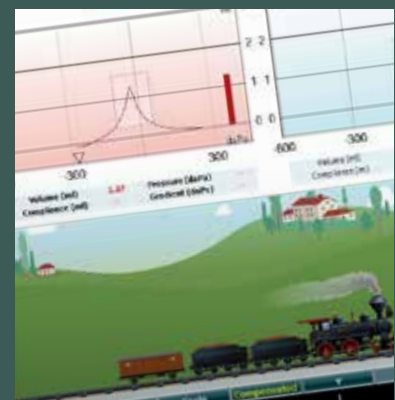 2 2
1 1
0 0
daPa
-300
300
-600
-300
Volume (ml)
1.27
Pressure (daPa)
Compliance (ml)
Gradient (daPa)
Volume (ml)
Compliance (ml)
Compensated